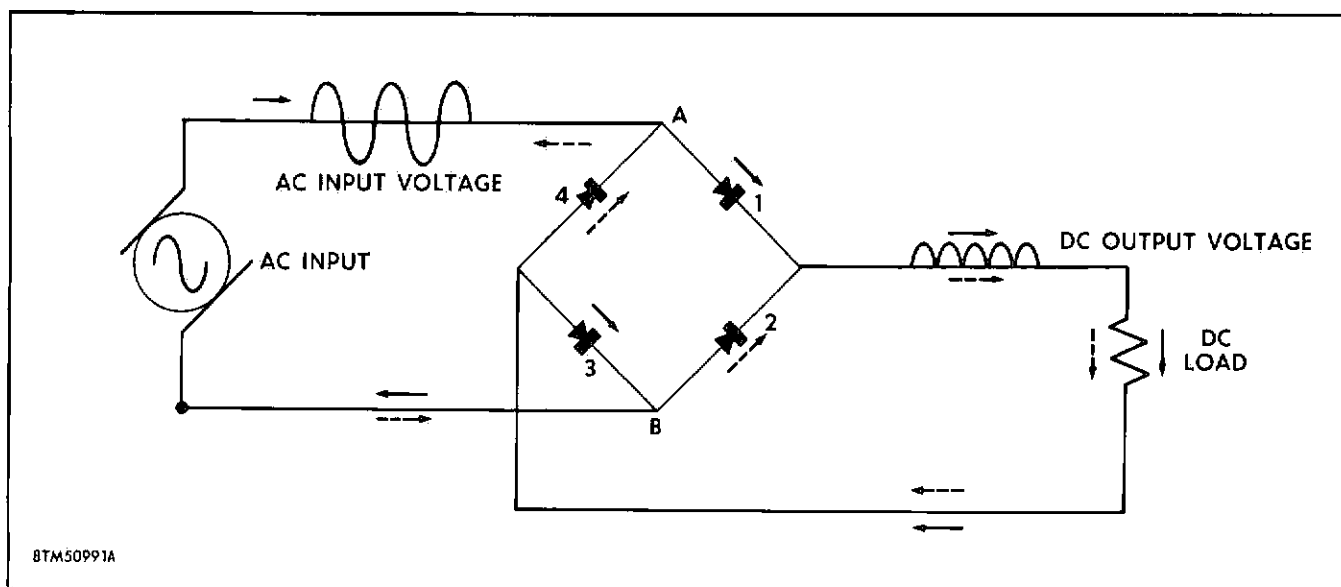 A
AC INPUT VOLTAGE
4
1
AC INPUT
DC OUTPUT VOLTAGE
3
2
DC
LOAD
B
8TM50991A